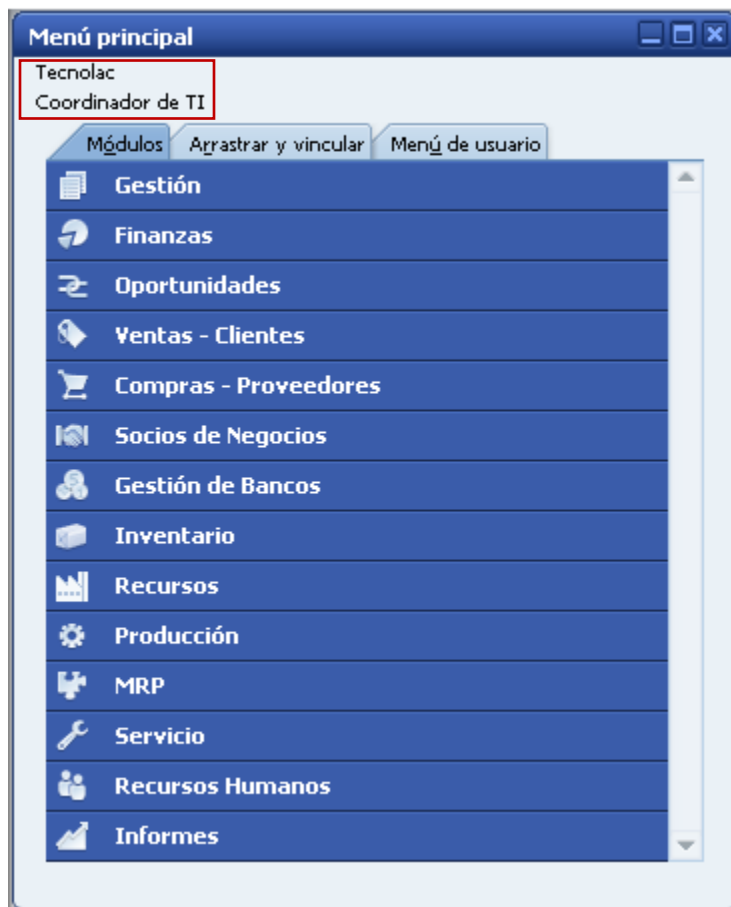 Menú principal
Tecnolac
Coordinador de TI
Módulos Arrastrar y vincular Menú de usuario
Gestión
Finanzas
Oportunidades
Ventas - Clientes
Compras - Proveedores
Socios de Negocios
Gestión de Bancos
Inventario
Recursos
Producción
MRP
Servicio
Recursos Humanos
Informes